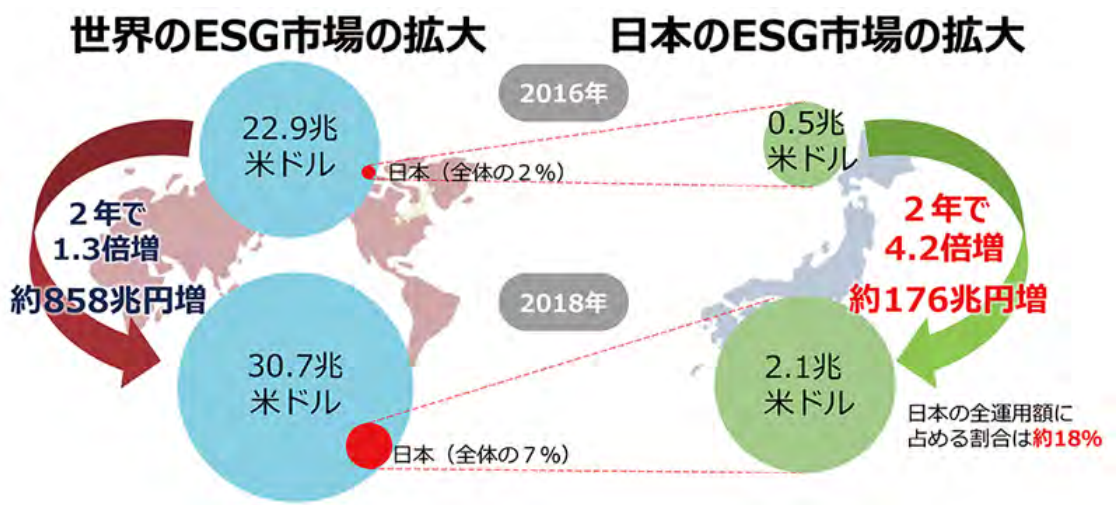 世界のESG市場の拡大
日本のESG市場の拡大
2016年
22.9兆
米ドル
日本（全体の２％）
0.5兆
米ドル
２年で
1.3倍増
約858兆円増
２年で
4.2倍増
約176兆円増
2018年
30.7兆
米ドル
日本（全体の７％）
2.1兆
米ドル
日本の全運用額に
占める割合は約18%